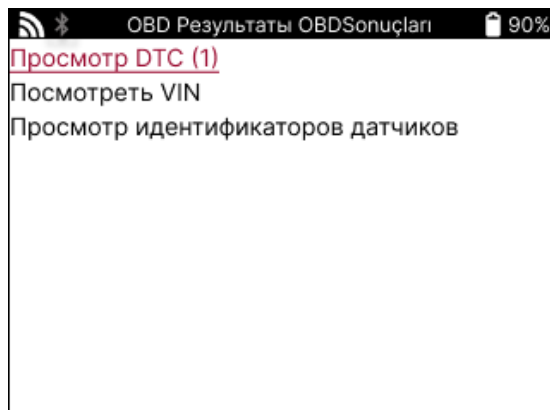 OBD Результаты OBDSonuçları 90%
Просмотр DTC (1)
Посмотреть VIN
Просмотр идентификаторов датчиков